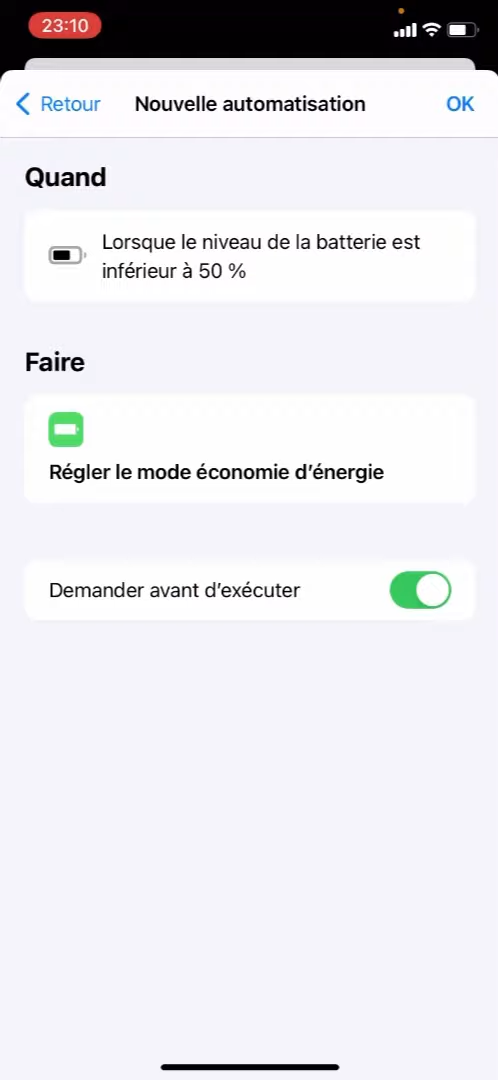 23:10
Retour
Nouvelle automatisation
OK
Quand
Lorsque le niveau de la batterie est
inférieur à 50 %
Faire
Régler le mode économie d’énergie
Demander avant d’exécuter